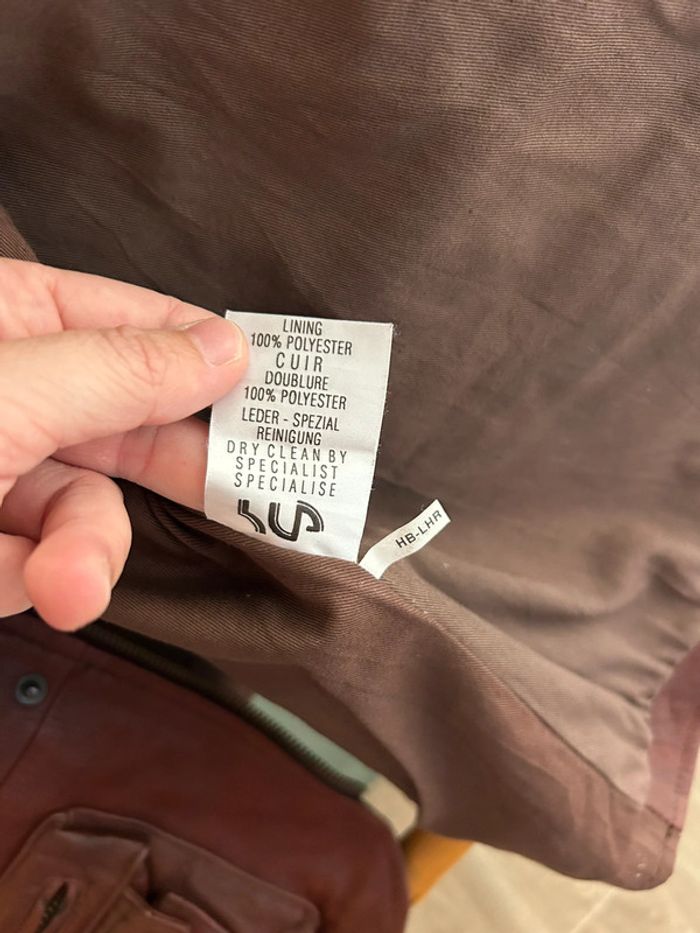 LINING
100% POLYESTER
CUIR
DOUBLURE
100% POLYESTER
LEDER - SPEZIAL
REINIGUNG
DRY CLEAN BY
SPECIALIST
SPECIALISE
HB-LHR